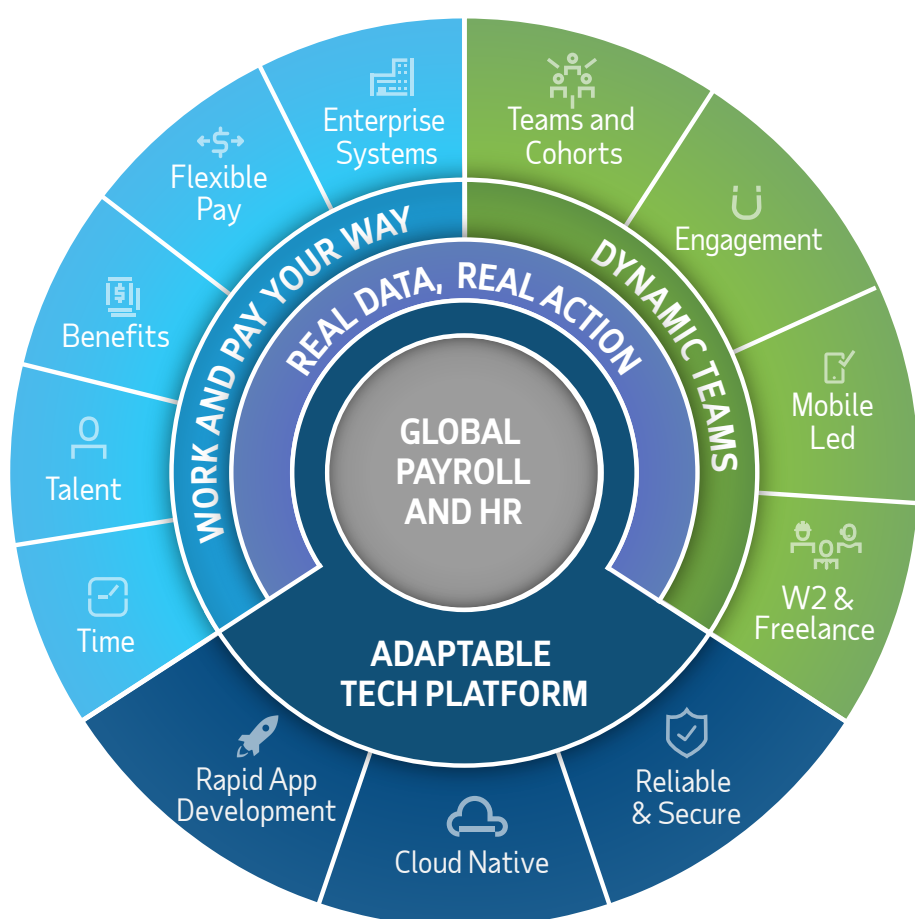 Enterprise
Systems
Teams and
Cohorts
Flexible
Pay
Engagement
Benefits
Mobile
Led
Talent
W2 &
Freelance
Time
WORK AND PAY YOUR WAY
DYNAMIC TEAMS
REAL DATA, REAL ACTION
GLOBAL
PAYROLL
AND HR
ADAPTABLE
TECH PLATFORM
Rapid App
Development
Cloud Native
Reliable
& Secure